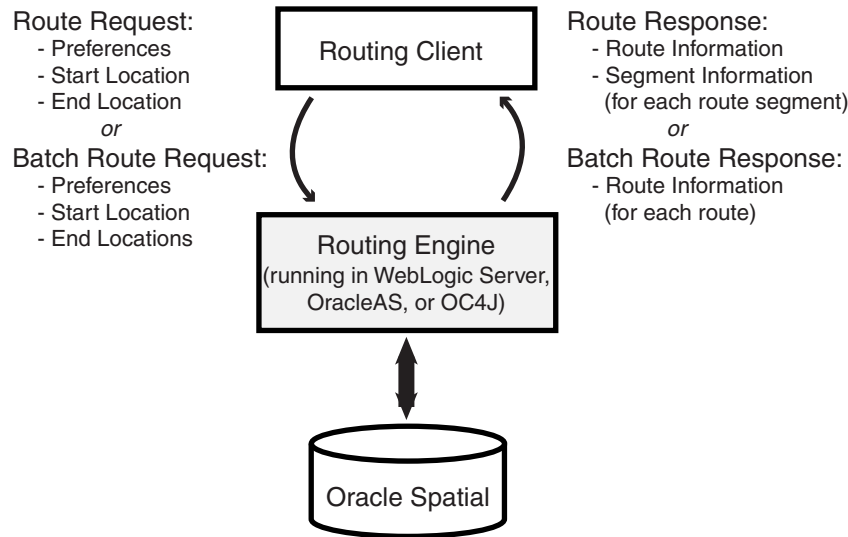 Route Request:
- Preferences
- Start Location
- End Location
or
Batch Route Request:
- Preferences
- Start Location
- End Locations
Routing Client
Route Response:
- Route Information
- Segment Information
(for each route segment)
or
Batch Route Response:
- Route Information
(for each route)
Routing Engine
(running in WebLogic Server,
OracleAS, or OC4J)
Oracle Spatial